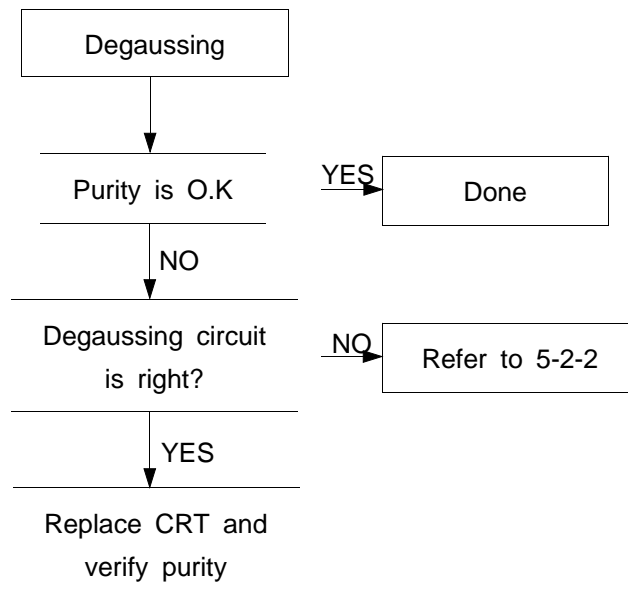 Degaussing
Purity is O.K
YES
Done
NO
Degaussing circuit
is right?
NO
Refer to 5-2-2
YES
Replace CRT and
verify purity